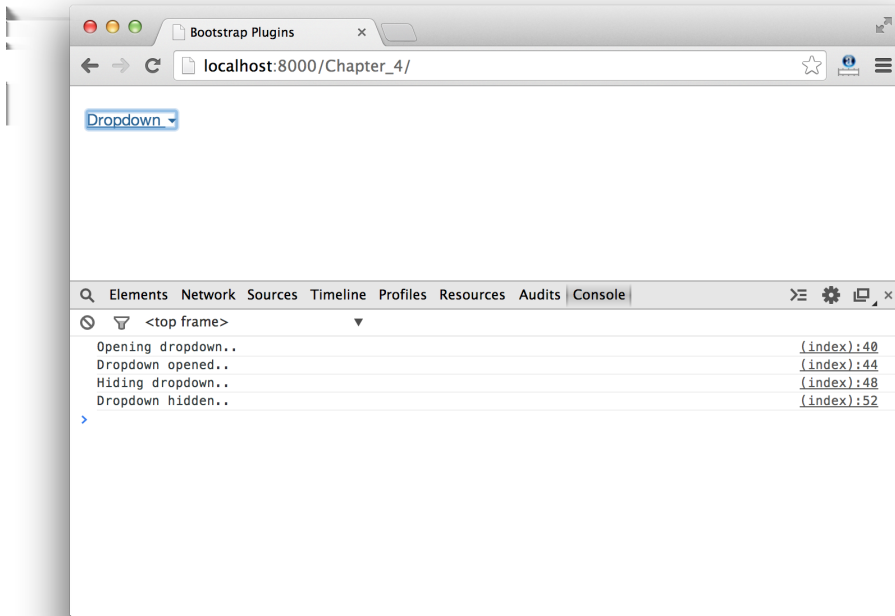 Bootstrap Plugins
localhost:8000/Chapter_4/
Dropdown
Elements Network Sources Timeline Profiles Resources Audits Console
<top frame>
Opening dropdown.. (index):40
Dropdown opened.. (index):44
Hiding dropdown.. (index):48
Dropdown hidden.. (index):52